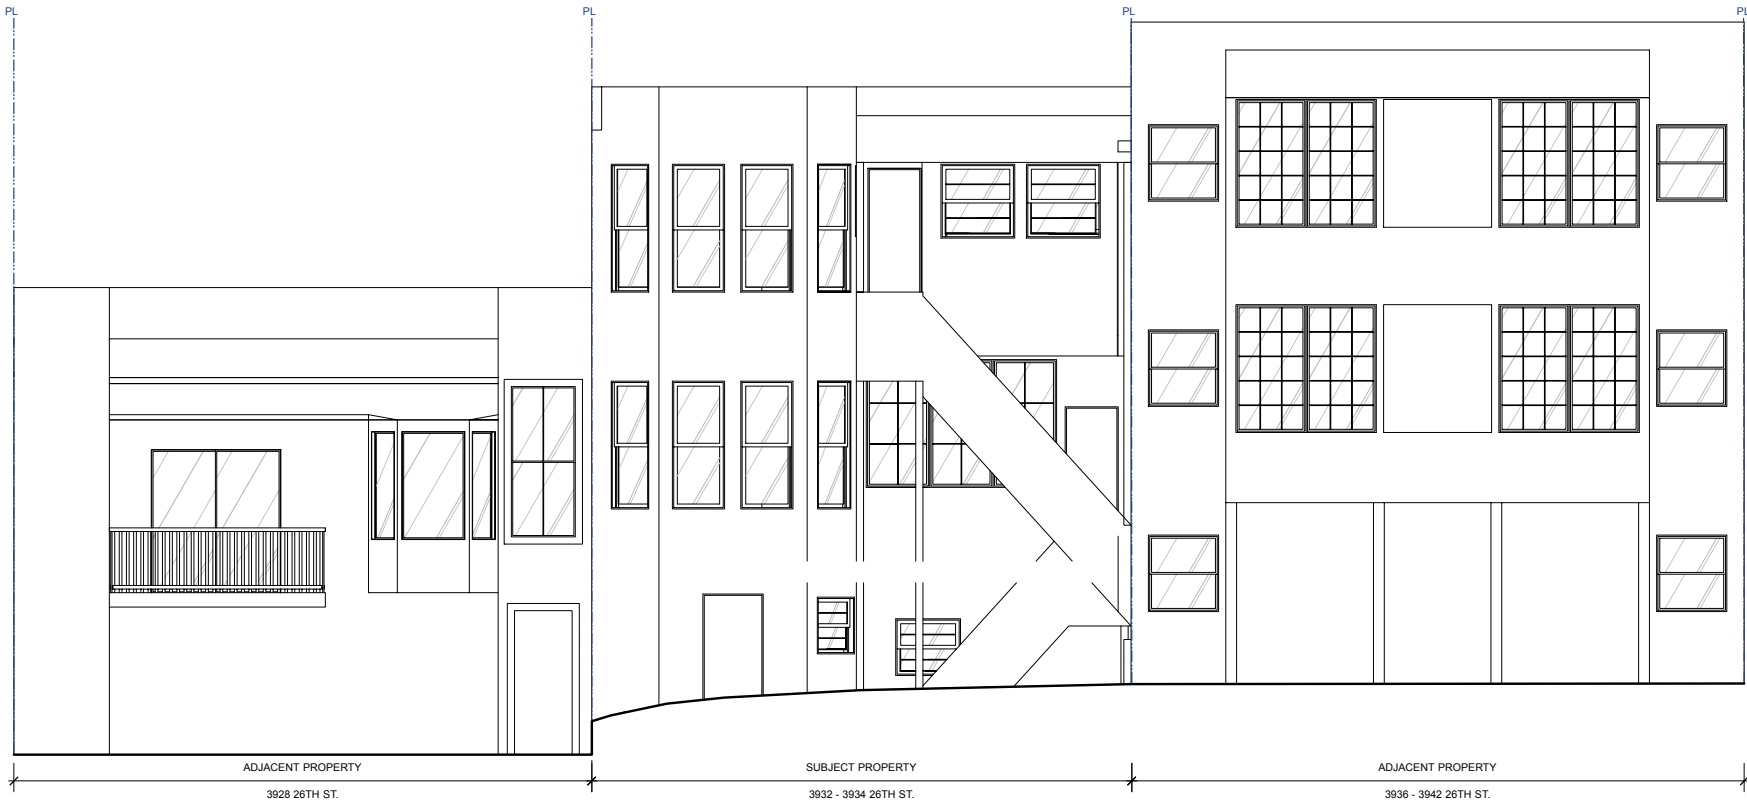 PL
PL
PL
PL
ADJACENT PROPERTY
SUBJECT PROPERTY
ADJACENT PROPERTY
3928 26TH ST.
3932 - 3934 26TH ST.
3936 - 3942 26TH ST.